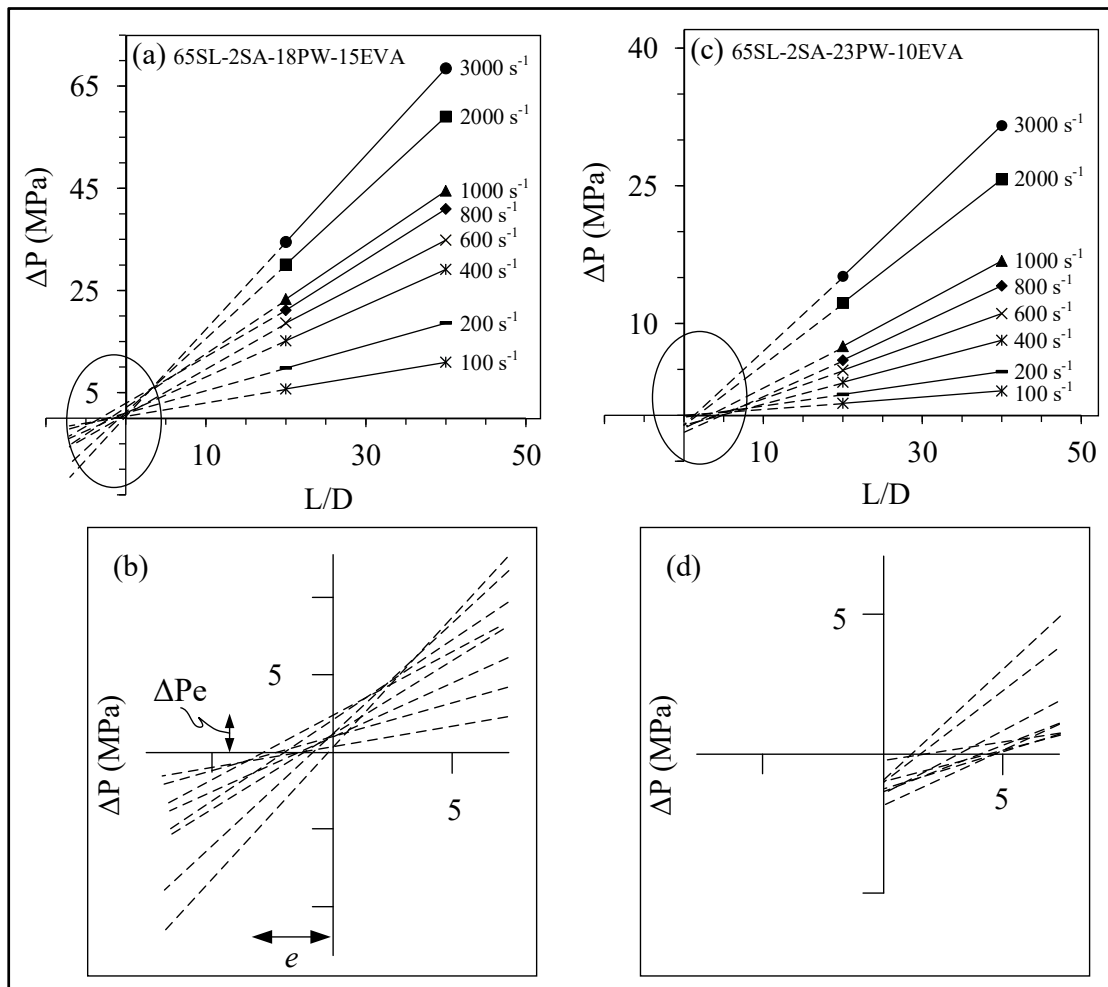 (a) 65SL-2SA-18PW-15EVA
65
45
25
5
ΔP (MPa)
3000 s⁻¹
2000 s⁻¹
1000 s⁻¹
800 s⁻¹
600 s⁻¹
400 s⁻¹
200 s⁻¹
100 s⁻¹
10
30
50
L/D
(c) 65SL-2SA-23PW-10EVA
40
25
10
ΔP (MPa)
3000 s⁻¹
2000 s⁻¹
1000 s⁻¹
800 s⁻¹
600 s⁻¹
400 s⁻¹
200 s⁻¹
100 s⁻¹
10
30
50
L/D
(b)
5
ΔPe
ΔP (MPa)
5
e
(d)
5
ΔP (MPa)
5